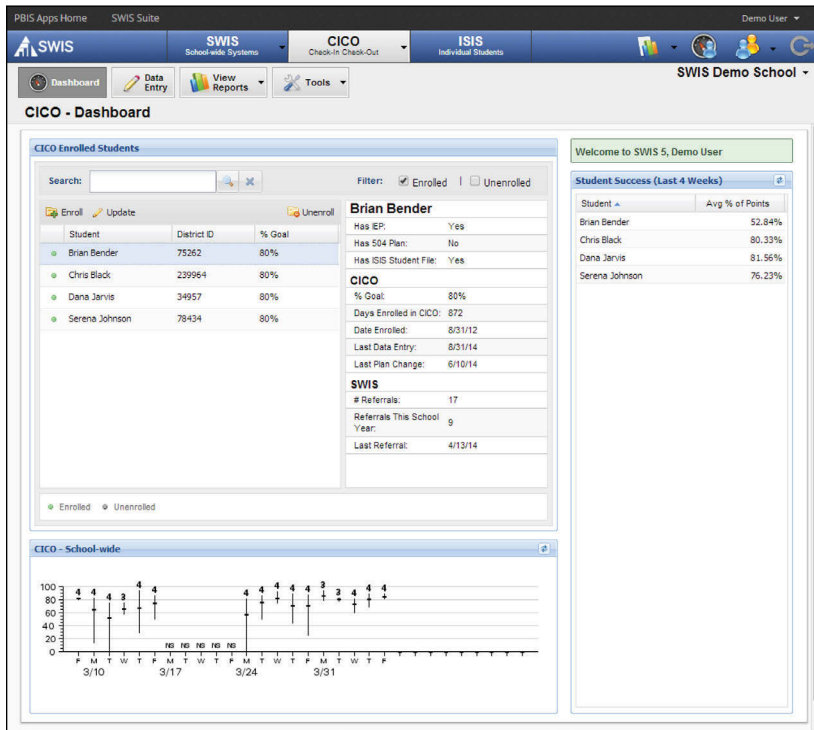 PBIS Apps Home SWIS Suite Demo User
SWIS
SWIS
School-wide Systems
CICO
Check-In Check-Out
ISIS
Individual Students
Dashboard
Data
Entry
View
Reports
Tools
SWIS Demo School
CICO - Dashboard
CICO Enrolled Students
Search:
Filter: Enrolled | Unenrolled
Enroll Update Unenroll
Student District ID % Goal
Brian Bender 75262 80%
Chris Black 239964 80%
Dana Jarvis 34957 80%
Serena Johnson 78434 80%
Brian Bender
Has IEP: Yes
Has 504 Plan: No
Has ISIS Student File: Yes
CICO
% Goal: 80%
Days Enrolled in CICO: 872
Date Enrolled: 8/31/12
Last Data Entry: 8/31/14
Last Plan Change: 6/10/14
SWIS
# Referrals: 17
Referrals This School
Year: 9
Last Referral: 4/13/14
Enrolled Unenrolled
Welcome to SWIS 5, Demo User
Student Success (Last 4 Weeks)
Student Avg % of Points
Brian Bender 52.84%
Chris Black 80.33%
Dana Jarvis 81.56%
Serena Johnson 76.23%
CICO - School-wide
100
80
60
40
20
0
4 4 4 3 4 4 4 4 4 4 4 3 3 4 4 4
NS NS NS NS NS
F M T W T F M T W T F M T W T F M T W T F
3/10 3/17 3/24 3/31